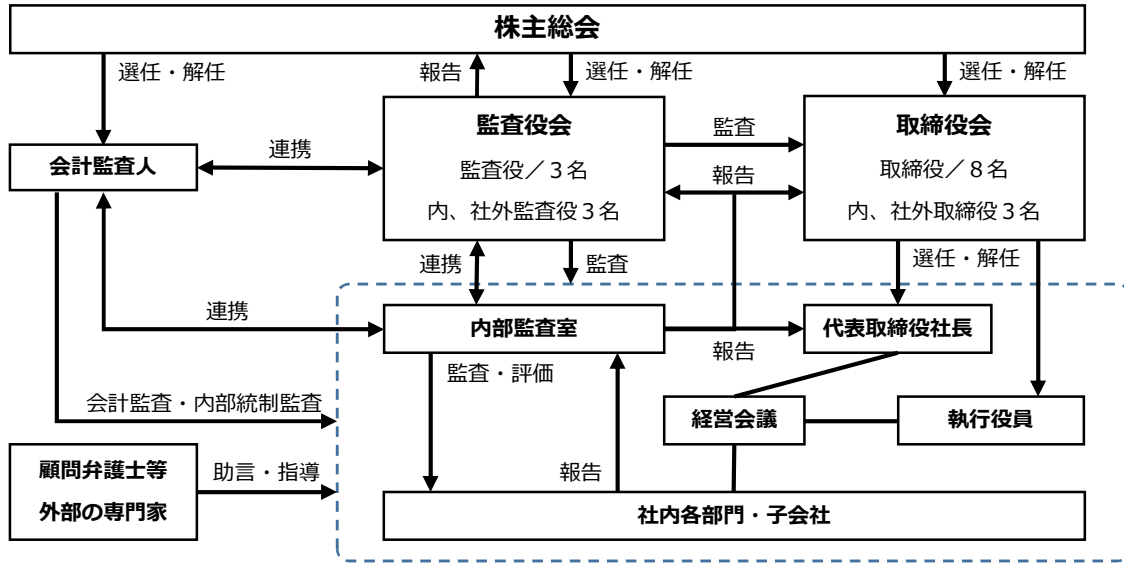 株主総会
選任・解任
報告
選任・解任
選任・解任
監査役会
監査役／３名
内、社外監査役３名
取締役会
取締役／８名
内、社外取締役３名
会計監査人
連携
監査
報告
連携
監査
選任・解任
連携
内部監査室
報告
代表取締役社長
監査・評価
会計監査・内部統制監査
経営会議
執行役員
顧問弁護士等
外部の専門家
助言・指導
報告
社内各部門・子会社